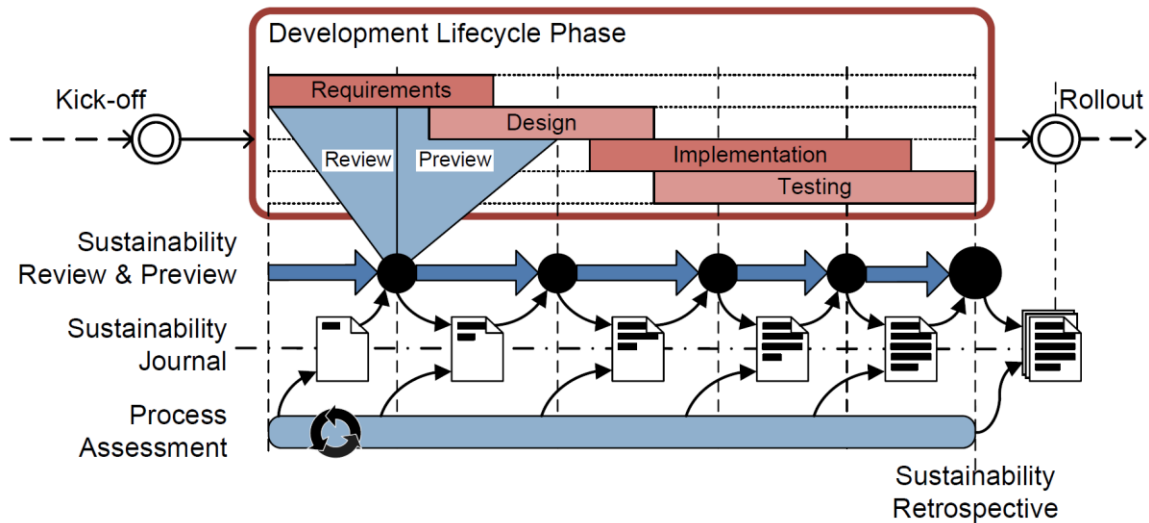 Development Lifecycle Phase
Kick-off
Requirements
Rollout
Design
Review
Preview
Implementation
Testing
Sustainability
Review & Preview
Sustainability
Journal
Process
Assessment
Sustainability
Retrospective